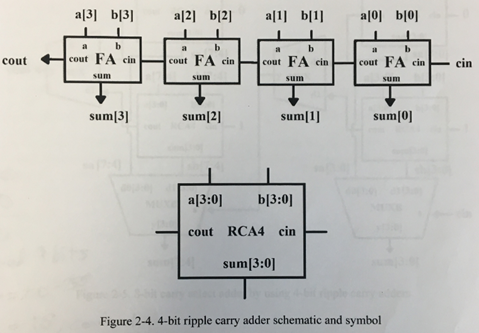 a[3] b[3] a[2] b[2] a[1] b[1] a[0] b[0]
a b a b a b a b
cout cout FA cin cout FA cin cout FA cin cout FA cin cin
sum sum sum sum
sum[3] sum[2] sum[1] sum[0]
a[3:0] b[3:0]
cout RCA4 cin
sum[3:0]
Figure 2-4. 4-bit ripple carry adder schematic and symbol